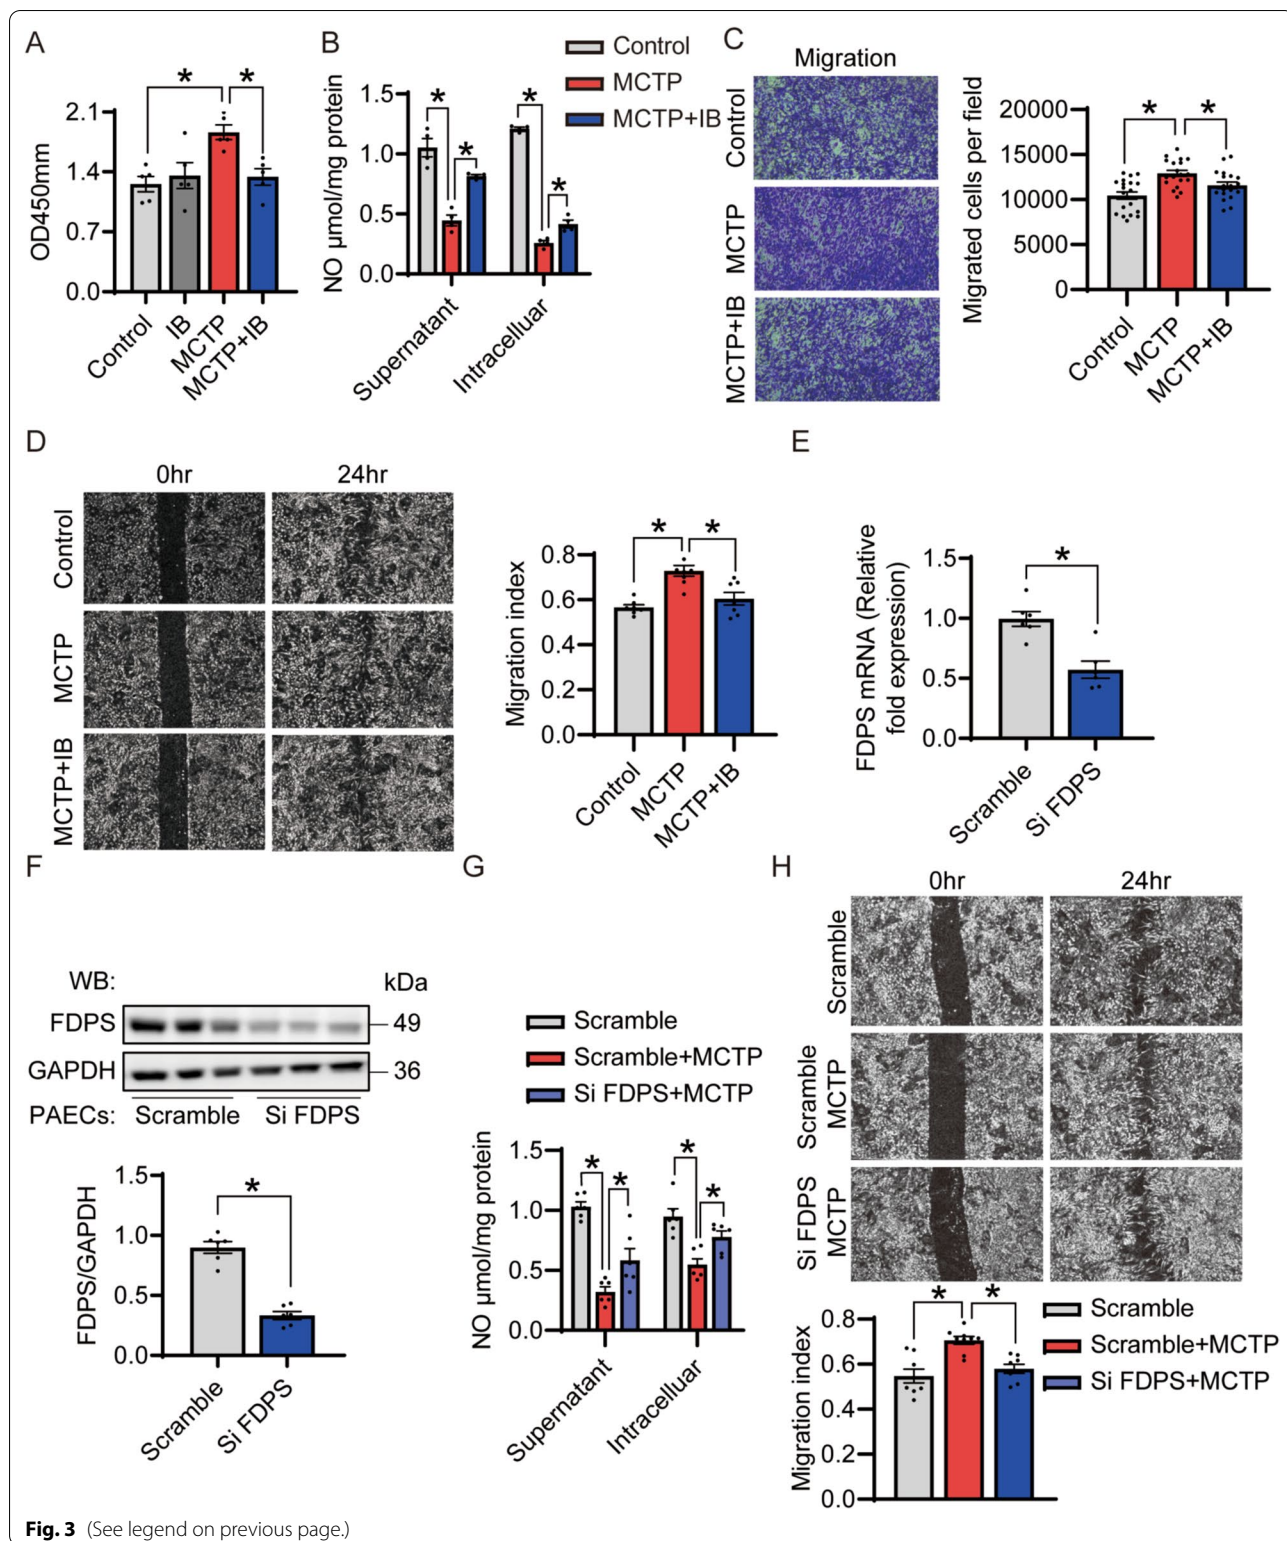 A
OD450mm
2.1
1.4
0.7
0.0
* *
Control
IB
MCTP
MCTP+IB
B
Control
MCTP
MCTP+IB
NO μmol/mg protein
1.5
1.0
0.5
0.0
* * * *
Supernatant
Intracelluar
C
Migration
Control
MCTP
MCTP+IB
Migrated cells per field
20000
15000
10000
5000
0
* *
Control
MCTP
MCTP+IB
D
0hr 24hr
Control
MCTP
MCTP+IB
Migration index
0.8
0.6
0.4
0.2
0.0
* *
Control
MCTP
MCTP+IB
E
FDPS mRNA (Relative
fold expression)
1.5
1.0
0.5
0.0
*
Scramble
Si FDPS
F
WB: kDa
FDPS 49
GAPDH 36
PAECs: Scramble Si FDPS
FDPS/GAPDH
1.5
1.0
0.5
0.0
*
Scramble
Si FDPS
G
Scramble
Scramble+MCTP
Si FDPS+MCTP
NO μmol/mg protein
1.5
1.0
0.5
0.0
* * * *
Supernatant
Intracelluar
H
0hr 24hr
Scramble
Scramble
MCTP
Si FDPS
MCTP
Migration index
0.8
0.6
0.4
0.2
0.0
* *
Scramble
Scramble+MCTP
Si FDPS+MCTP
Fig. 3 (See legend on previous page.)